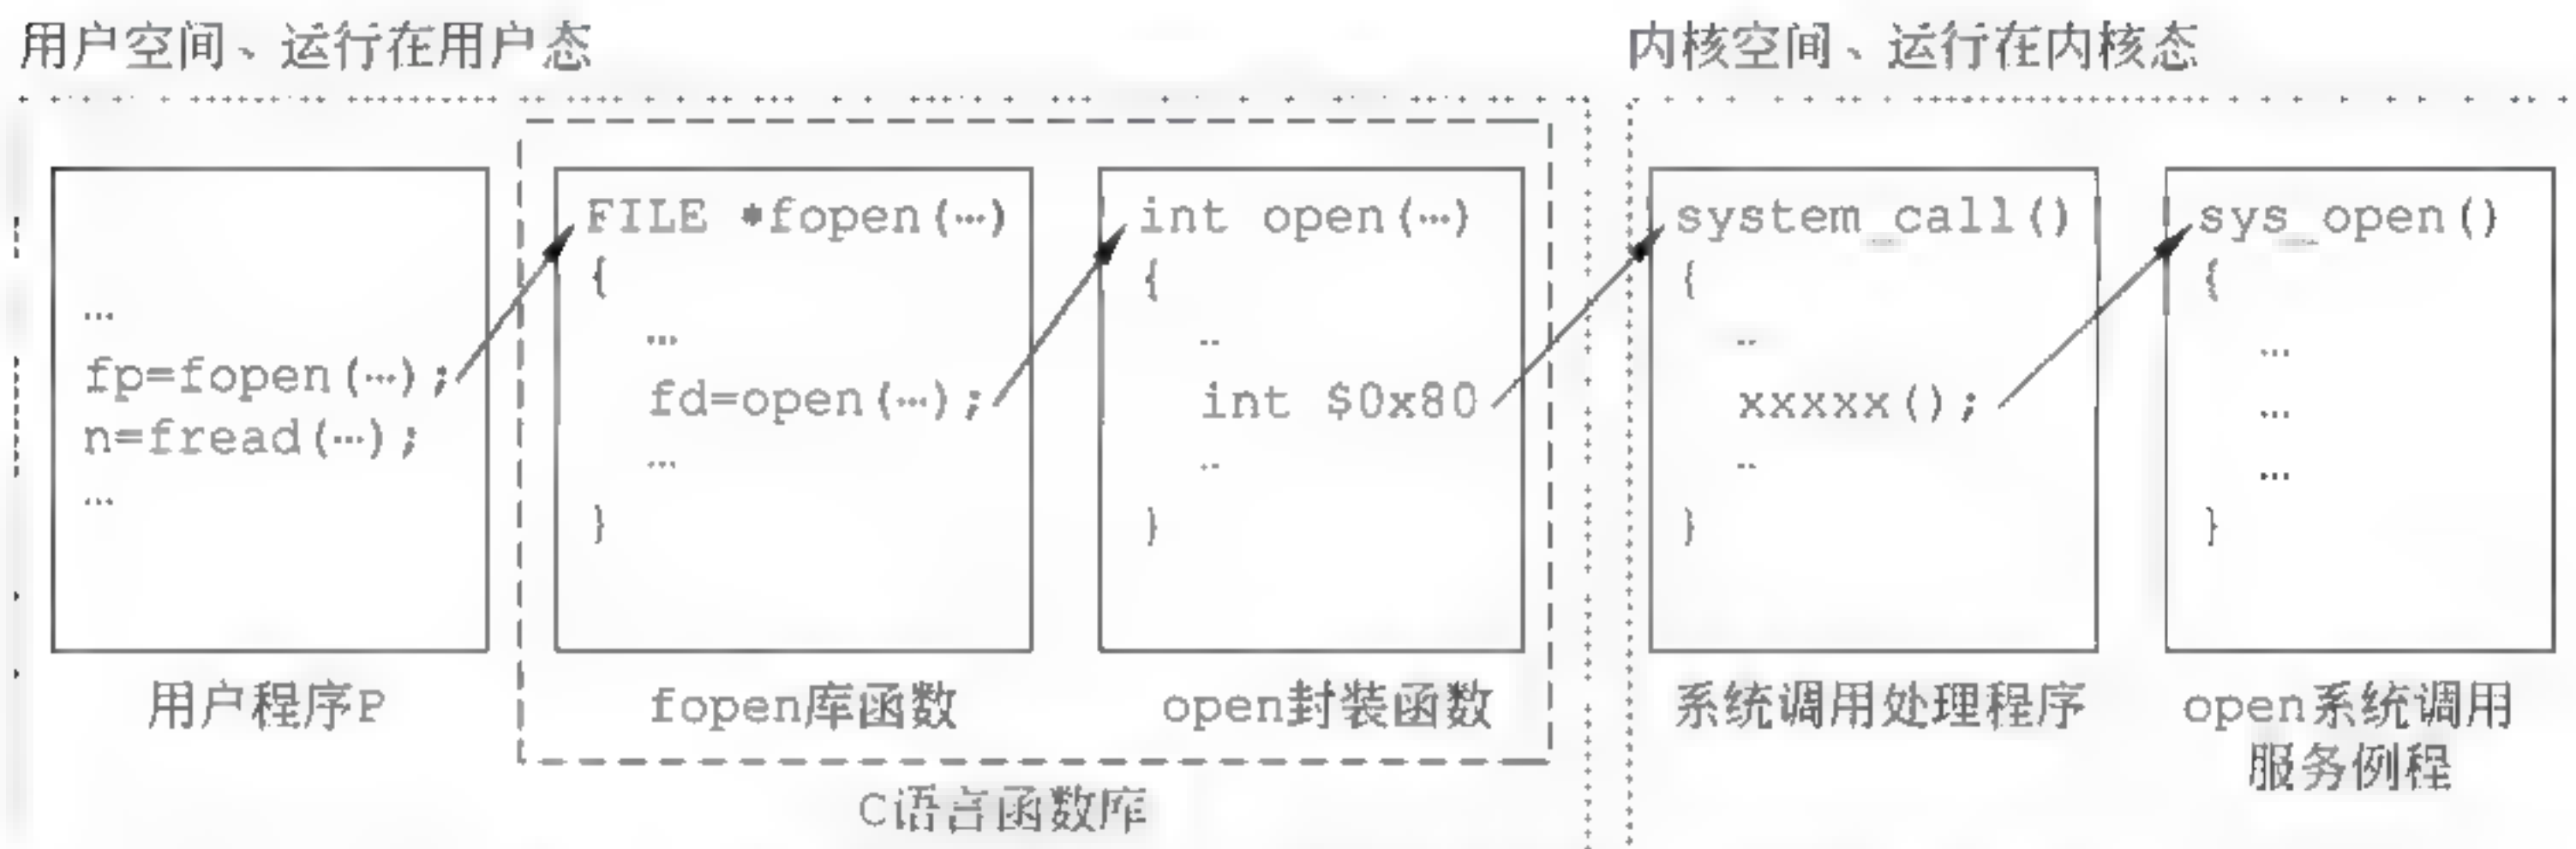 用户空间、运行在用户态
内核空间、运行在内核态
…
fp=fopen(…);
n=fread(…);
…
用户程序P
FILE *fopen(…)
{
…
fd=open(…);
…
}
fopen库函数
int open(…)
{
…
int $0x80
…
}
open封装函数
C语言函数库
system_call()
{
…
xxxxx();
…
}
系统调用处理程序
sys_open()
{
…
…
…
}
open系统调用
服务例程